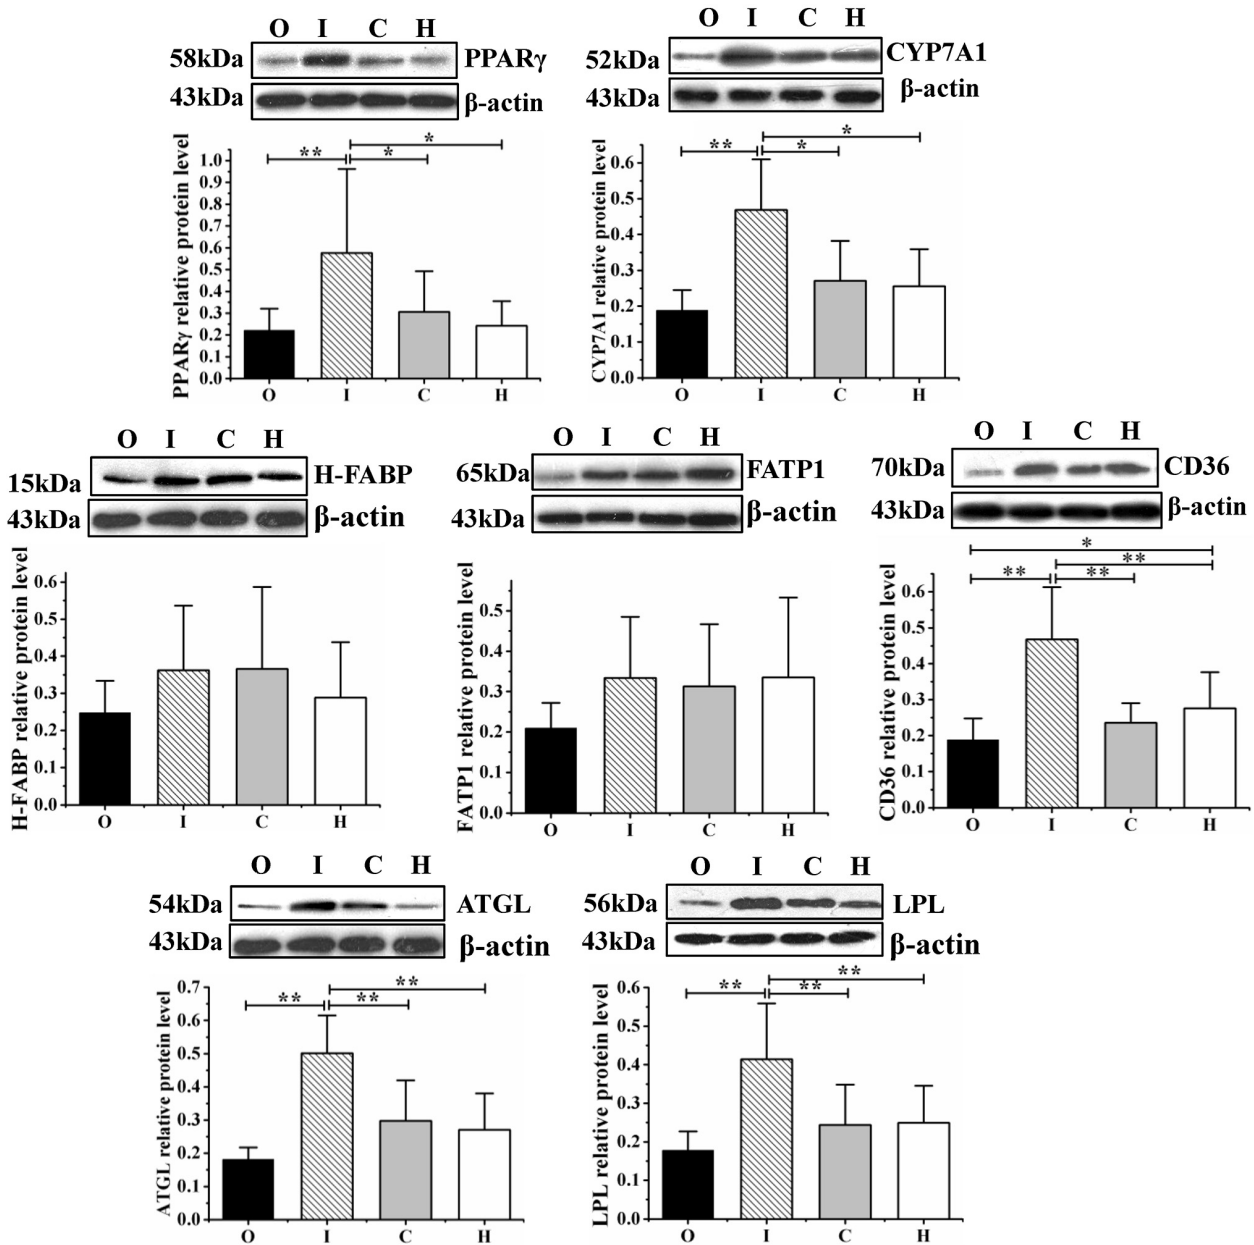 O I C H
58kDa PPARγ
43kDa β-actin
** * *
PPARγ relative protein level
1.0
0.9
0.8
0.7
0.6
0.5
0.4
0.3
0.2
0.1
0.0
O I C H
O I C H
52kDa CYP7A1
43kDa β-actin
** * *
CYP7A1 relative protein level
0.6
0.5
0.4
0.3
0.2
0.1
0.0
O I C H
O I C H
15kDa H-FABP
43kDa β-actin
H-FABP relative protein level
0.6
0.5
0.4
0.3
0.2
0.1
0.0
O I C H
O I C H
65kDa FATP1
43kDa β-actin
FATP1 relative protein level
0.5
0.4
0.3
0.2
0.1
0.0
O I C H
O I C H
70kDa CD36
43kDa β-actin
*
**
** **
CD36 relative protein level
0.6
0.5
0.4
0.3
0.2
0.1
0.0
O I C H
O I C H
54kDa ATGL
43kDa β-actin
**
** **
ATGL relative protein level
0.7
0.6
0.5
0.4
0.3
0.2
0.1
0.0
O I C H
O I C H
56kDa LPL
43kDa β-actin
**
** **
LPL relative protein level
0.6
0.5
0.4
0.3
0.2
0.1
0.0
O I C H